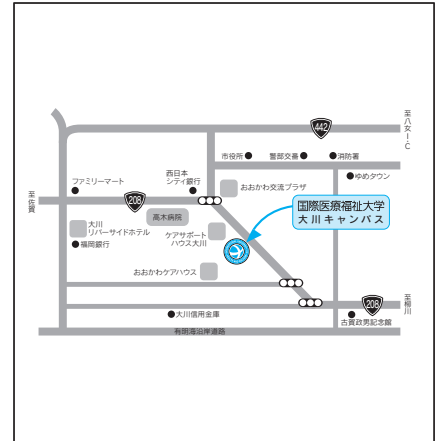 至八女I・C
442
市役所
警部交番
消防署
ゆめタウン
西日本
シティ銀行
ファミリーマート
おおかわ交流プラザ
至佐賀
208
高木病院
国際医療福祉大学
大川キャンパス
大川
リバーサイドホテル
福岡銀行
ケアサポート
ハウス大川
おおかわケアハウス
至柳川
208
大川信用金庫
古賀政男記念館
有明海沿岸道路